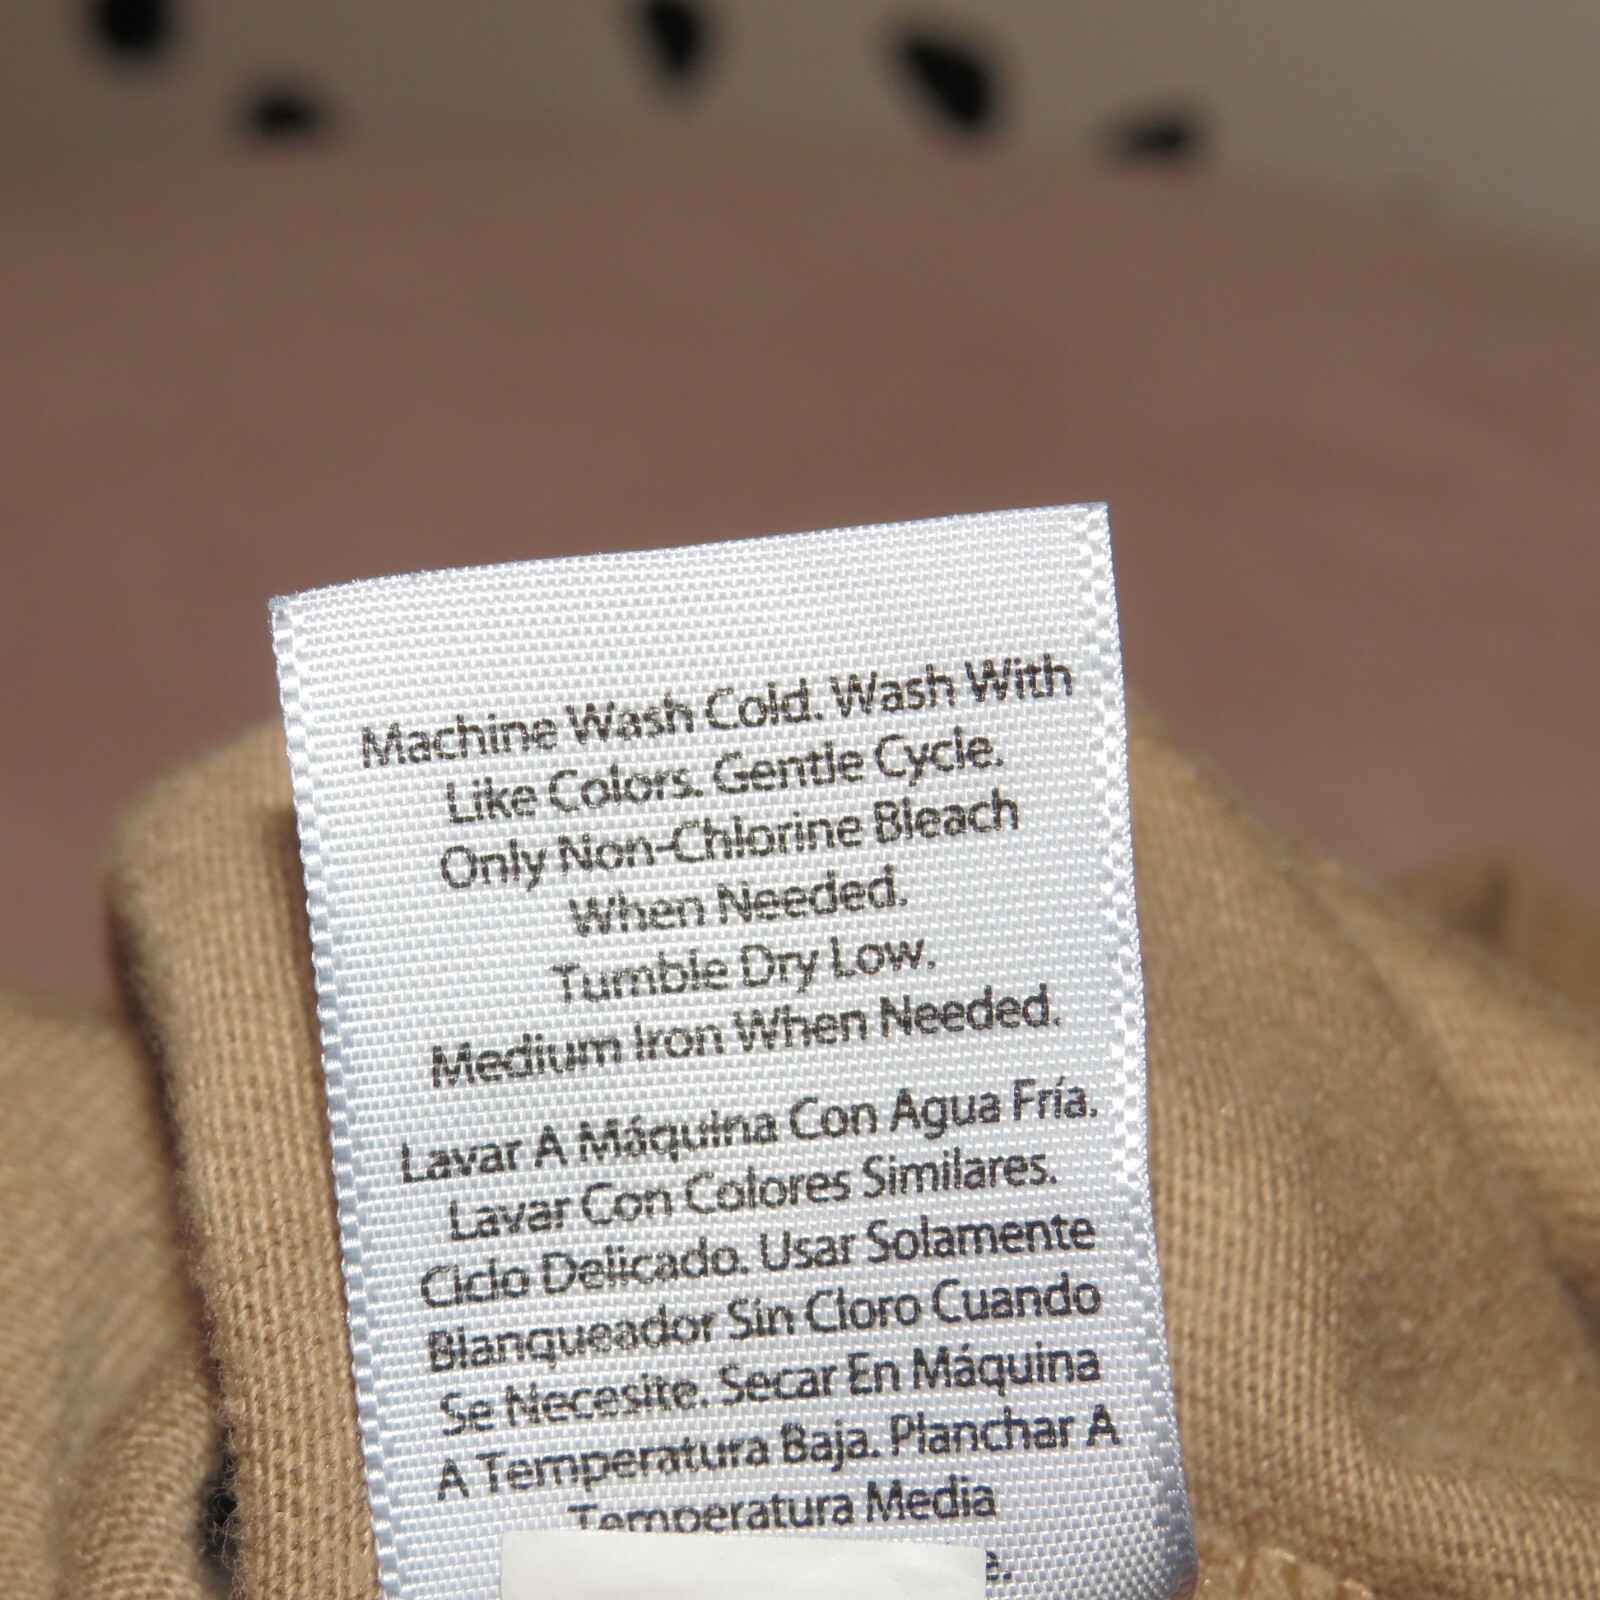 Machine Wash Cold. Wash With
Like Colors. Gentle Cycle.
Only Non-Chlorine Bleach
When Needed.
Tumble Dry Low.
Medium Iron When Needed.
Lavar A Máquina Con Agua Fría.
Lavar Con Colores Similares.
Ciclo Delicado. Usar Solamente
Blanqueador Sin Cloro Cuando
Se Necesite. Secar En Máquina
A Temperatura Baja. Planchar A
Temperatura Media